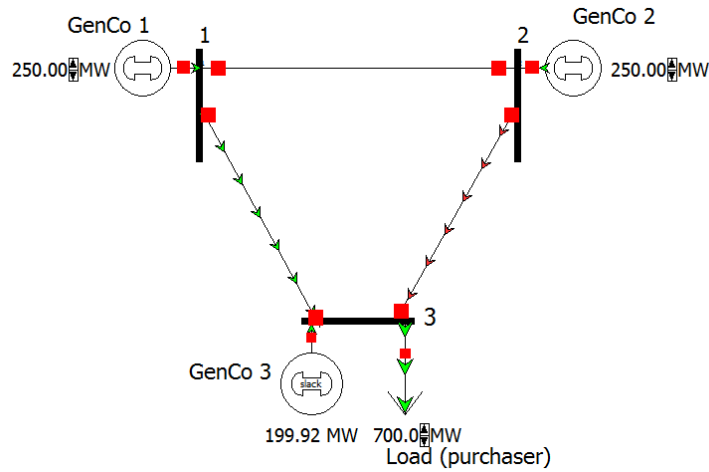 GenCo 1
1
2
GenCo 2
250.00 MW
250.00 MW
3
GenCo 3
slack
199.92 MW
700.0 MW
Load (purchaser)